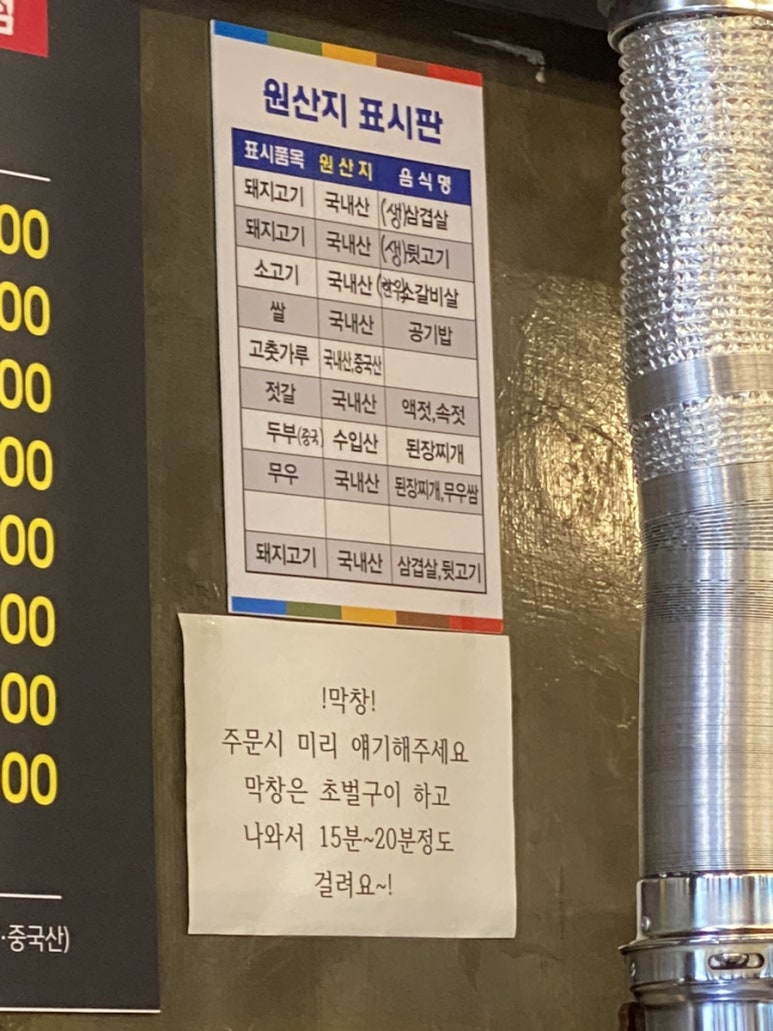 점
00
00
00
00
00
00
00
00
·중국산)
원산지 표시판
표시품목 원산지 음식명
돼지고기 국내산 (생)삼겹살
돼지고기 국내산 (생)뒷고기
소고기 국내산 (한우)소갈비살
쌀 국내산 공기밥
고춧가루 국내산,중국산
젓갈 국내산 액젓,속젓
두부(중국) 수입산 된장찌개
무우 국내산 된장찌개,무우쌈
돼지고기 국내산 삼겹살,뒷고기
!막창!
주문시 미리 얘기해주세요
막창은 초벌구이 하고
나와서 15분~20분정도
걸려요~!